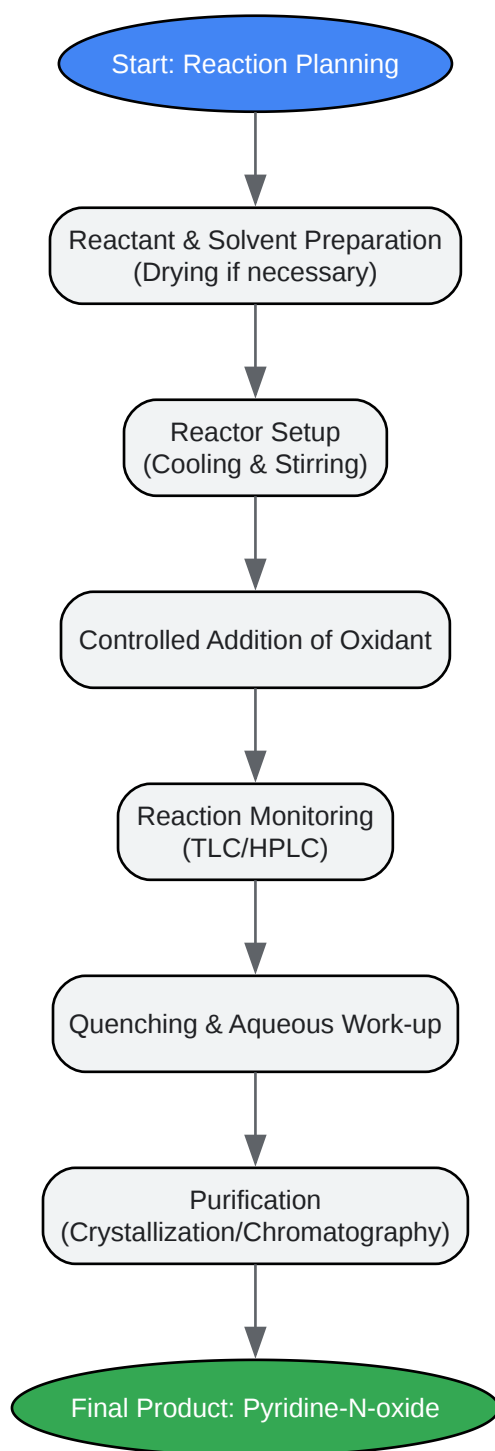 Start: Reaction Planning
Reactant & Solvent Preparation
(Drying if necessary)
Reactor Setup
(Cooling & Stirring)
Controlled Addition of Oxidant
Reaction Monitoring
(TLC/HPLC)
Quenching & Aqueous Work-up
Purification
(Crystallization/Chromatography)
Final Product: Pyridine-N-oxide